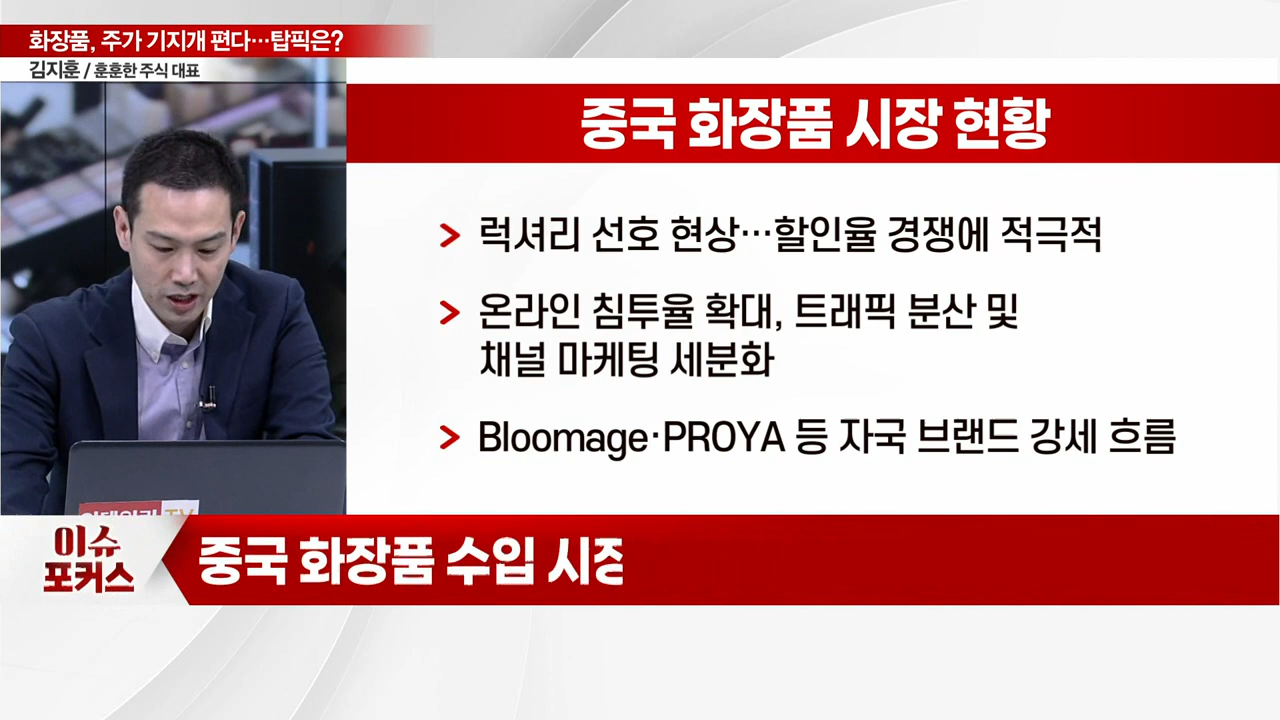 화장품, 주가 기지개 편다…탑픽은?
김지훈 / 훈훈한 주식 대표
중국 화장품 시장 현황
> 럭셔리 선호 현상…할인율 경쟁에 적극적
> 온라인 침투율 확대, 트래픽 분산 및
채널 마케팅 세분화
> Bloomage·PROYA 등 자국 브랜드 강세 흐름
이슈
포커스
중국 화장품 수입 시